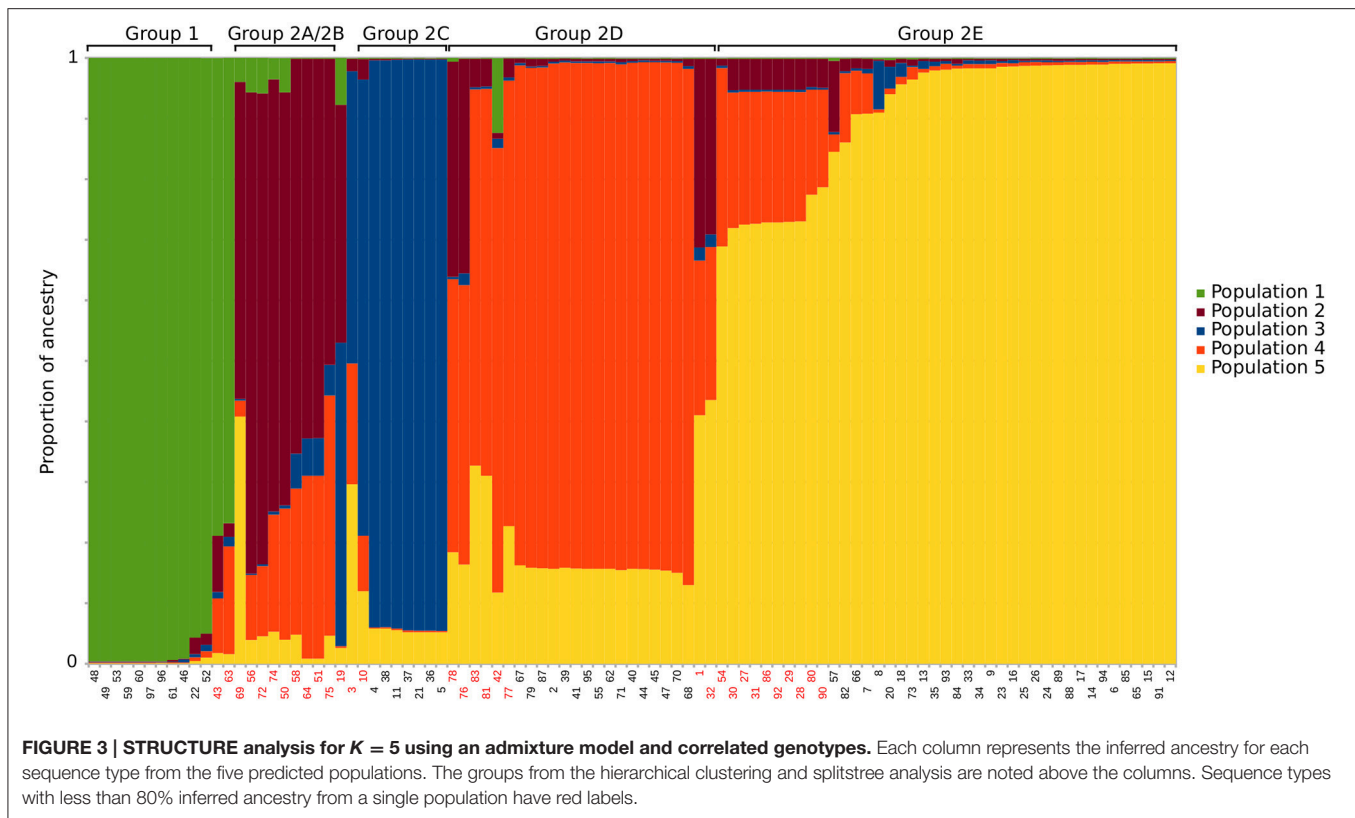 Group 1 Group 2A/2B Group 2C Group 2D Group 2E
1
Proportion of ancestry
0
Population 1
Population 2
Population 3
Population 4
Population 5
48 49 53 59 60 97 96 61 46 22 52 43 63 69 56 72 74 50 58 64 51 75 19 3 10 4 38 11 37 21 36 5 78 76 83 81 42 77 67 79 87 2 39 41 95 55 62 71 40 44 45 47 70 68 1 32 54 30 27 31 86 92 29 28 80 90 57 82 66 7 8 20 18 73 13 35 93 84 33 34 9 23 16 25 26 24 89 88 17 14 94 6 85 65 15 91 12
FIGURE 3 | STRUCTURE analysis for K = 5 using an admixture model and correlated genotypes. Each column represents the inferred ancestry for each
sequence type from the five predicted populations. The groups from the hierarchical clustering and splitstree analysis are noted above the columns. Sequence types
with less than 80% inferred ancestry from a single population have red labels.